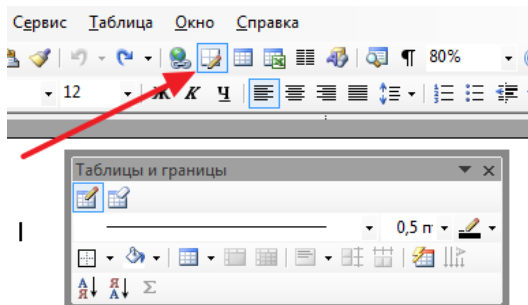 Сервис Таблица Окно Справка
¶ 80%
12 Ж К Ч
Таблицы и границы
0,5 п
А Я Я А Σ